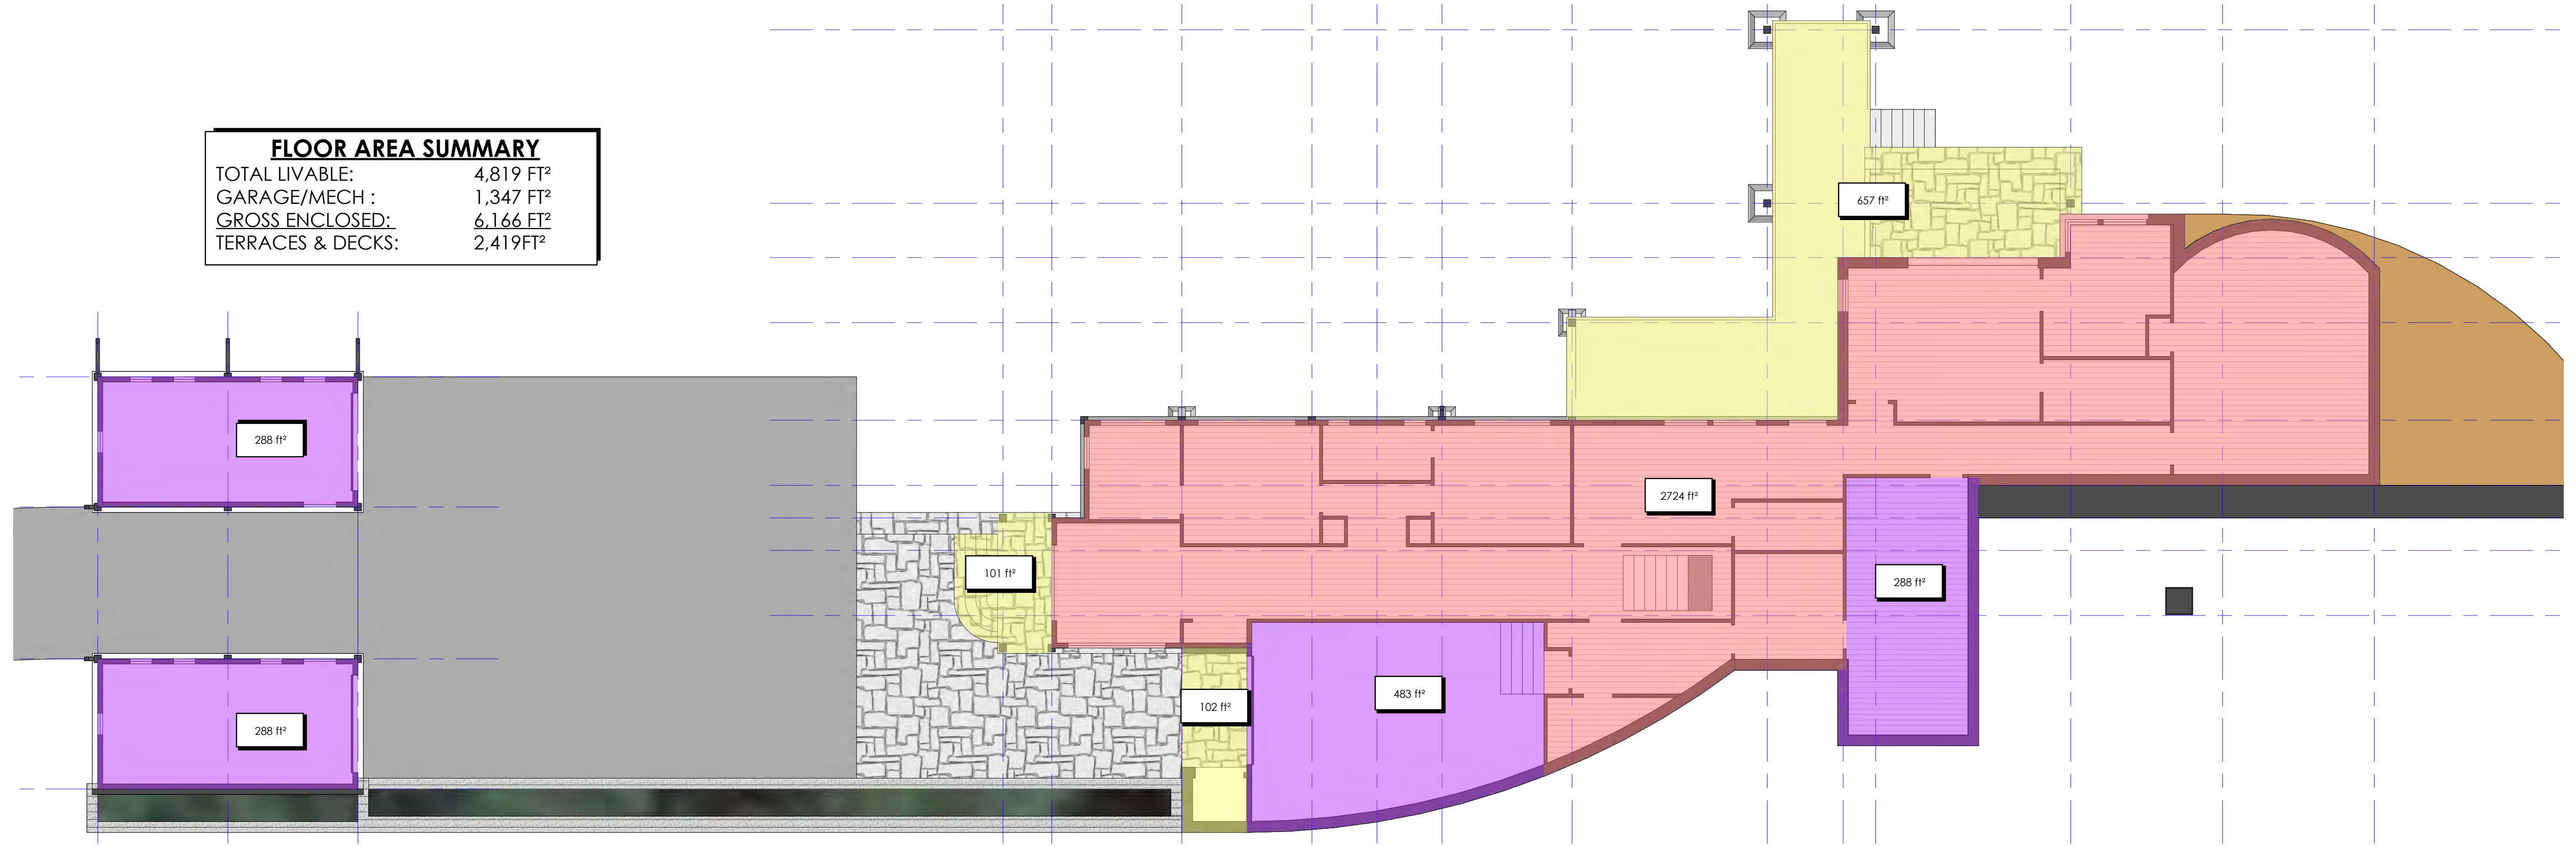 FLOOR AREA SUMMARY
TOTAL LIVABLE: 4,819 FT²
GARAGE/MECH : 1,347 FT²
GROSS ENCLOSED: 6,166 FT²
TERRACES & DECKS: 2,419FT²
657 ft²
288 ft²
2724 ft²
101 ft²
288 ft²
483 ft²
102 ft²
288 ft²